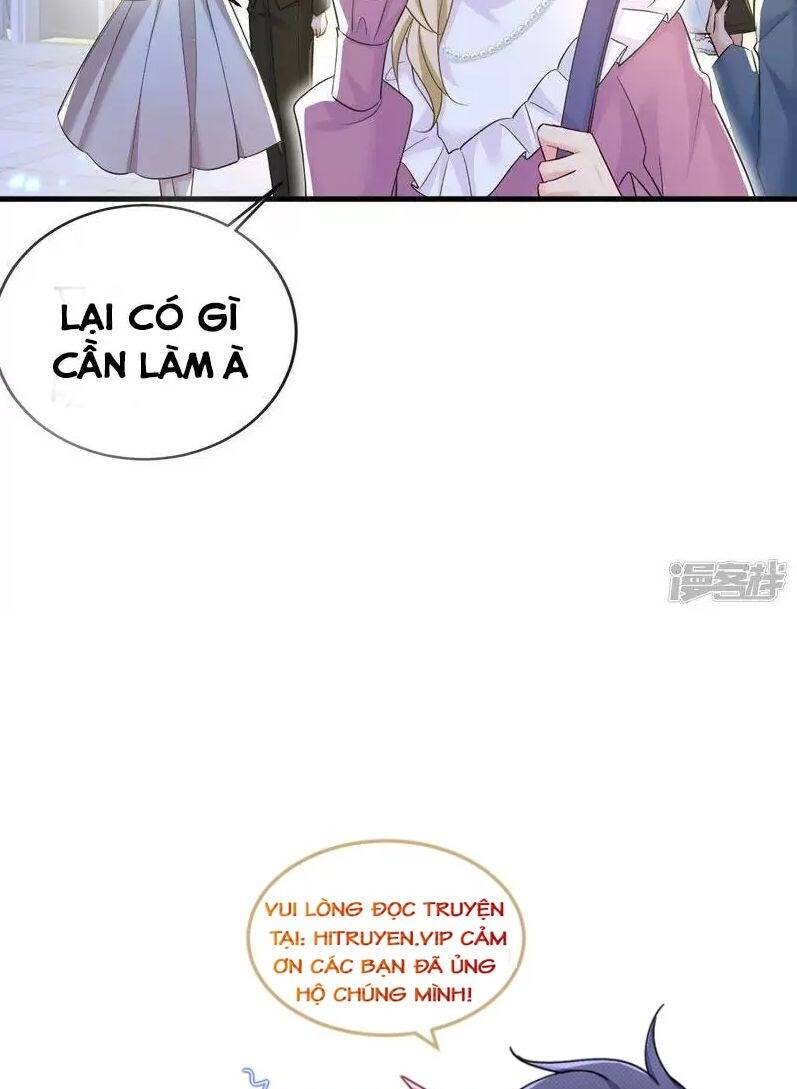 LẠI CÓ GÌ
CẦN LÀM À
漫客栈
VUI LÒNG ĐỌC TRUYỆN
TẠI: HITRUYEN.VIP CẢM
ƠN CÁC BẠN ĐÃ ỦNG
HỘ CHÚNG MÌNH!